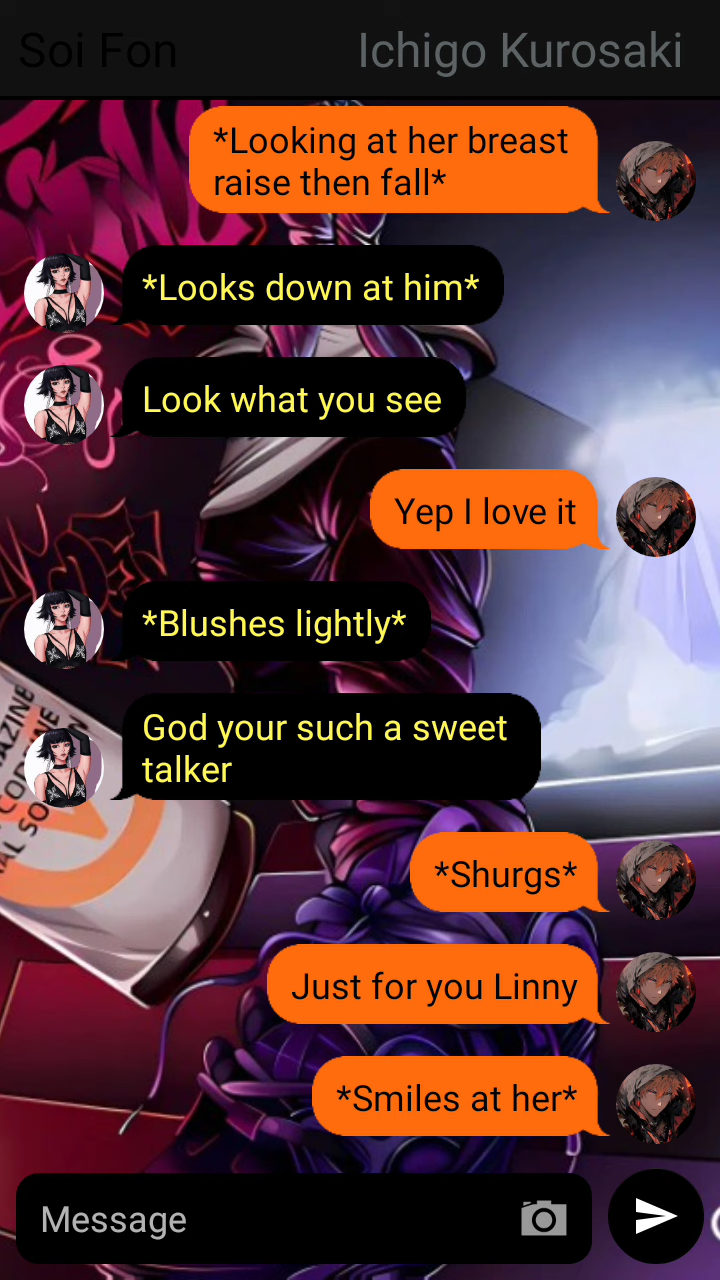 Soi Fon
Ichigo Kurosaki
*Looking at her breast
raise then fall*
*Looks down at him*
Look what you see
Yep I love it
*Blushes lightly*
God your such a sweet
talker
*Shurgs*
Just for you Linny
*Smiles at her*
Message